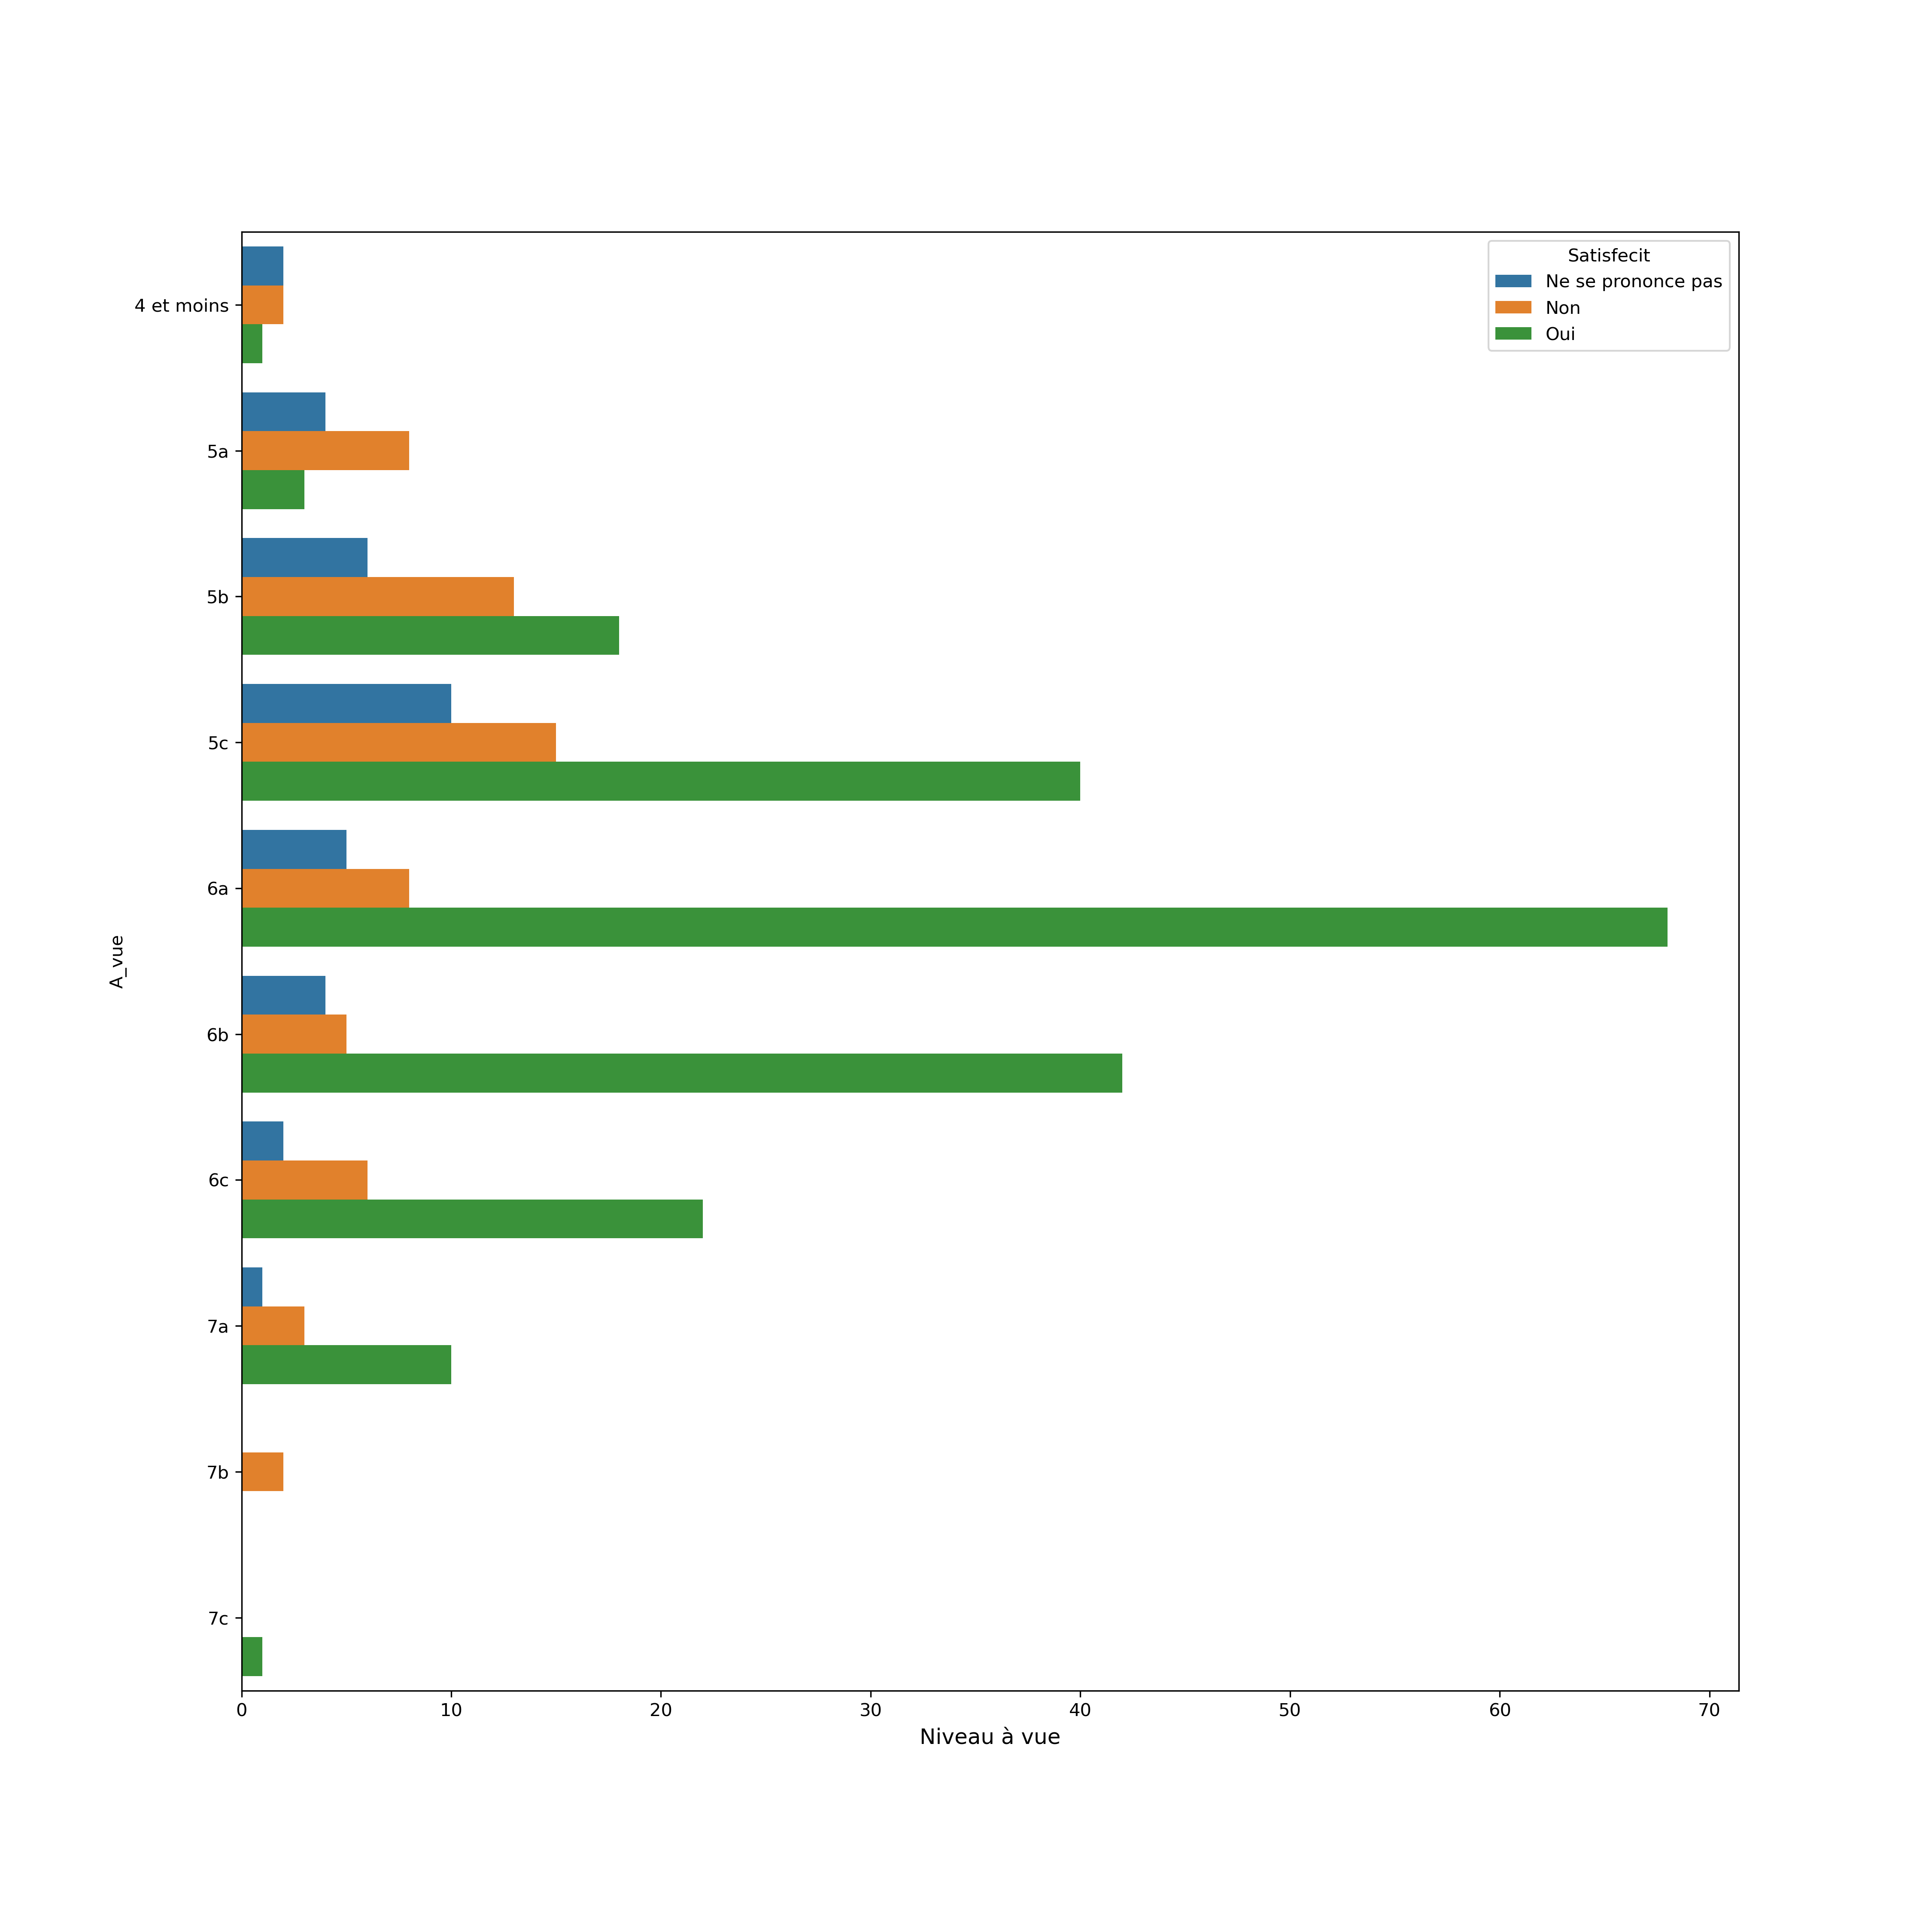 Satisfecit
Ne se prononce pas
Non
Oui
4 et moins
5a
5b
5c
6a
6b
6c
7a
7b
7c
A_vue
0 10 20 30 40 50 60 70
Niveau à vue